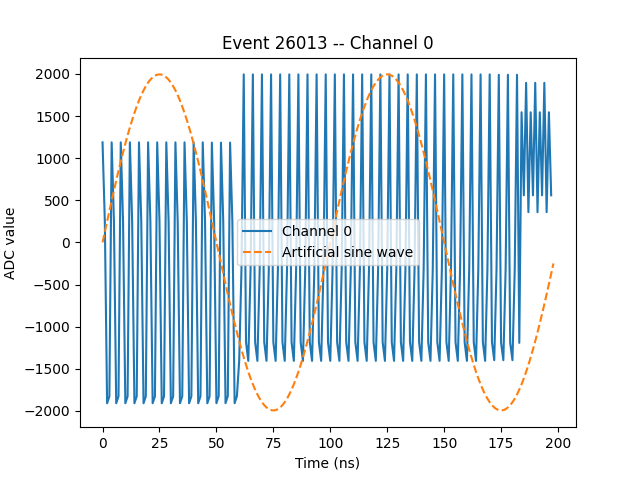 Event 26013 -- Channel 0
ADC value
2000
1500
1000
500
0
−500
−1000
−1500
−2000
Channel 0
Artificial sine wave
0 25 50 75 100 125 150 175 200
Time (ns)